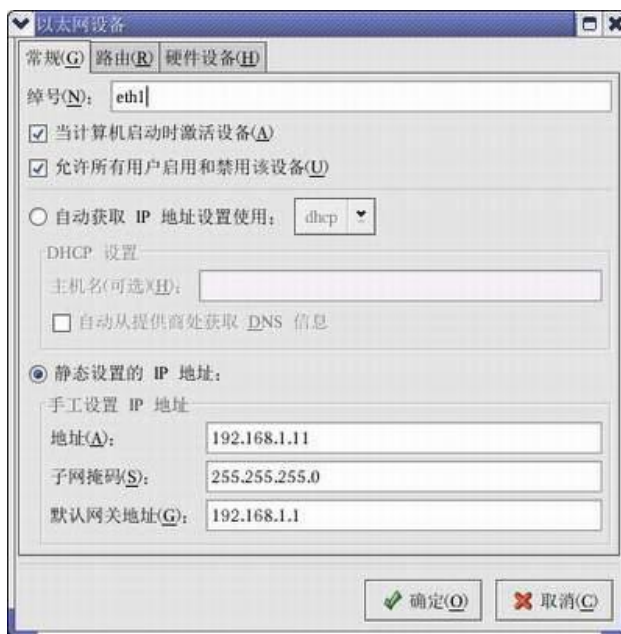 以太网设备
常规(G) 路由(R) 硬件设备(H)
绰号(N): eth1
当计算机启动时激活设备(A)
允许所有用户启用和禁用该设备(U)
自动获取 IP 地址设置使用: dhcp
DHCP 设置
主机名(可选)(H):
自动从提供商处获取 DNS 信息
静态设置的 IP 地址:
手工设置 IP 地址
地址(A): 192.168.1.11
子网掩码(S): 255.255.255.0
默认网关地址(G): 192.168.1.1
确定(O) 取消(C)